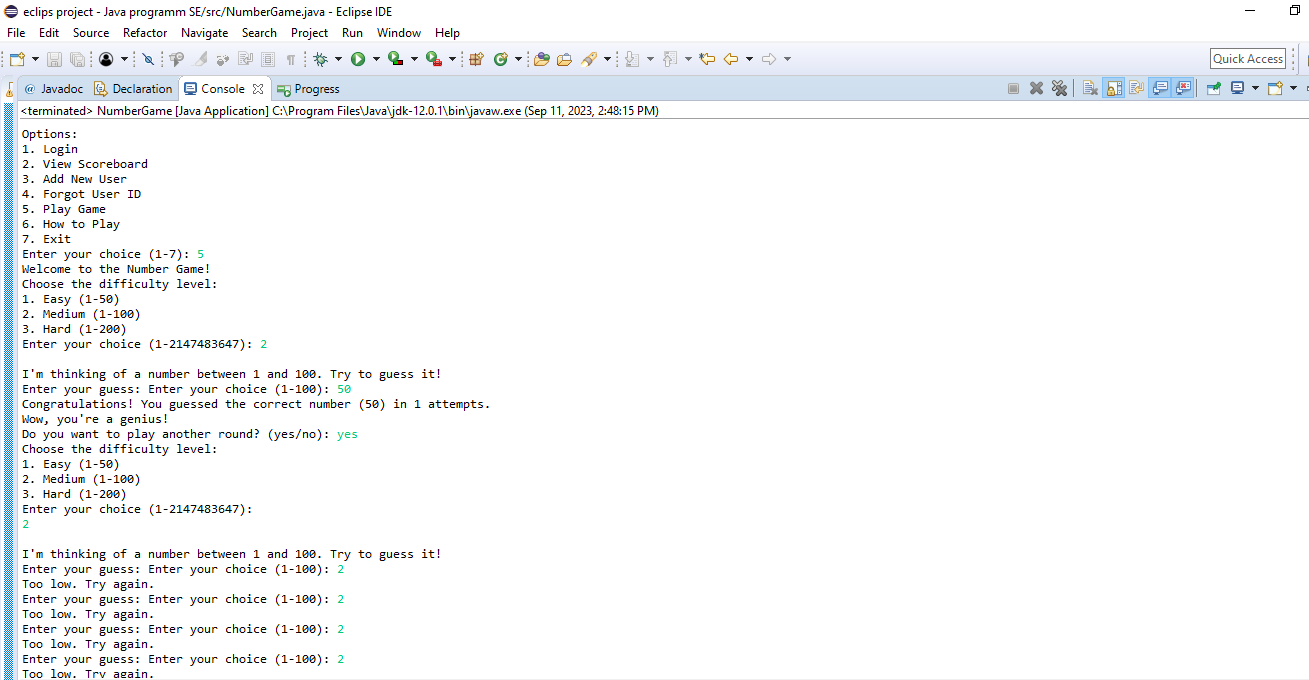 eclips project - Java programm SE/src/NumberGame.java - Eclipse IDE
File Edit Source Refactor Navigate Search Project Run Window Help
Quick Access
@ Javadoc Declaration Console Progress
<terminated> NumberGame [Java Application] C:\Program Files\Java\jdk-12.0.1\bin\javaw.exe (Sep 11, 2023, 2:48:15 PM)
Options:
1. Login
2. View Scoreboard
3. Add New User
4. Forgot User ID
5. Play Game
6. How to Play
7. Exit
Enter your choice (1-7): 5
Welcome to the Number Game!
Choose the difficulty level:
1. Easy (1-50)
2. Medium (1-100)
3. Hard (1-200)
Enter your choice (1-2147483647): 2
I'm thinking of a number between 1 and 100. Try to guess it!
Enter your guess: Enter your choice (1-100): 50
Congratulations! You guessed the correct number (50) in 1 attempts.
Wow, you're a genius!
Do you want to play another round? (yes/no): yes
Choose the difficulty level:
1. Easy (1-50)
2. Medium (1-100)
3. Hard (1-200)
Enter your choice (1-2147483647):
2
I'm thinking of a number between 1 and 100. Try to guess it!
Enter your guess: Enter your choice (1-100): 2
Too low. Try again.
Enter your guess: Enter your choice (1-100): 2
Too low. Try again.
Enter your guess: Enter your choice (1-100): 2
Too low. Try again.
Enter your guess: Enter your choice (1-100): 2
Too low. Try again.